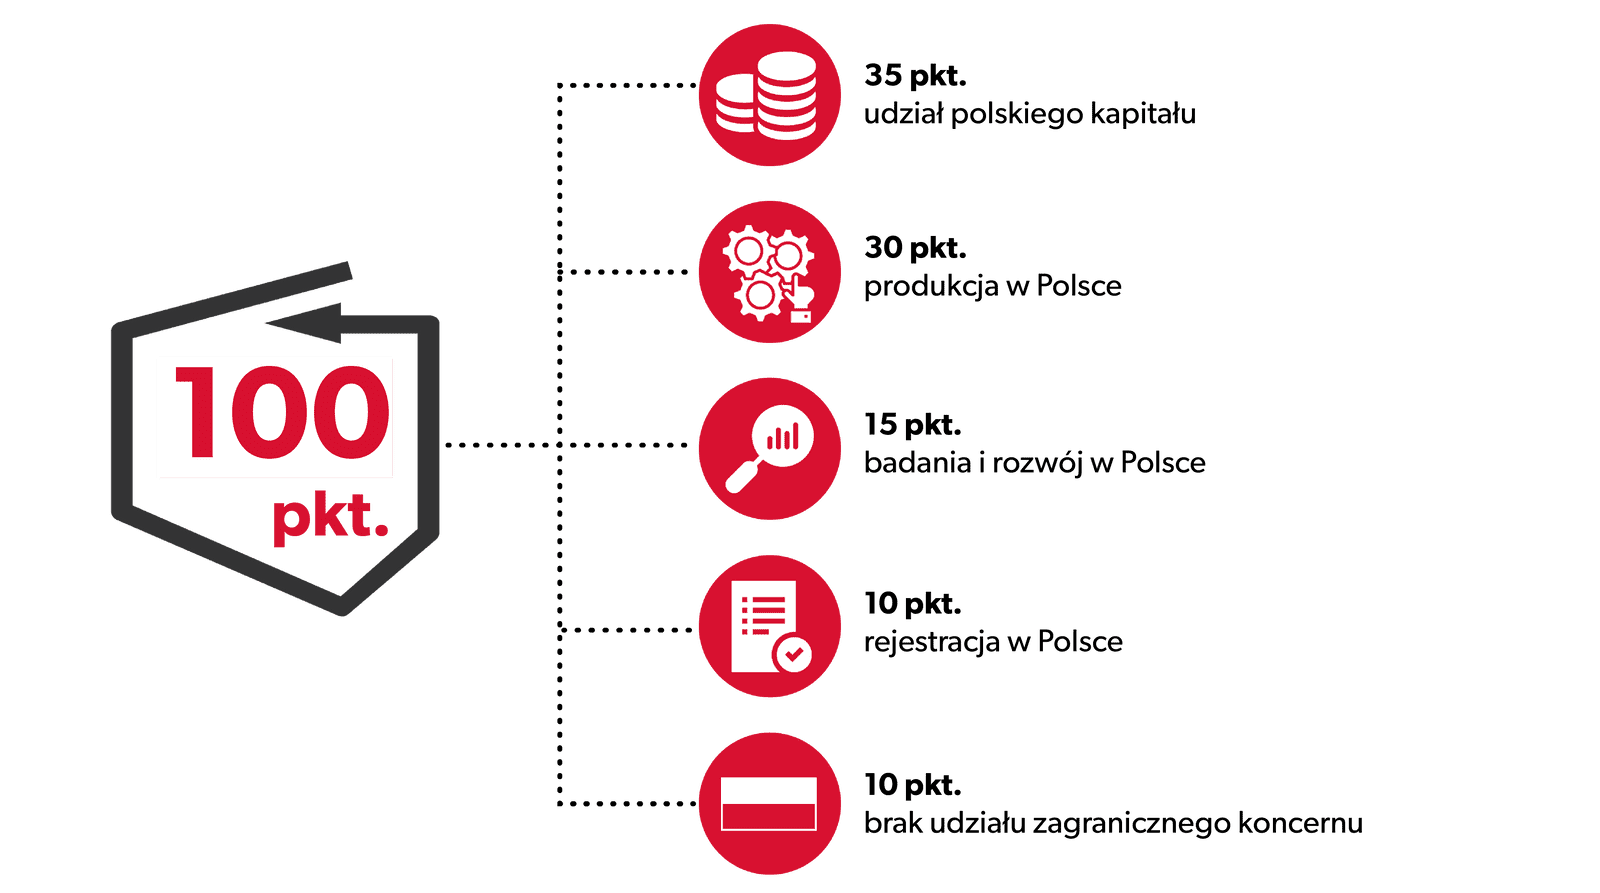 100
pkt.
35 pkt.
udział polskiego kapitału
30 pkt.
produkcja w Polsce
15 pkt.
badania i rozwój w Polsce
10 pkt.
rejestracja w Polsce
10 pkt.
brak udziału zagranicznego koncernu